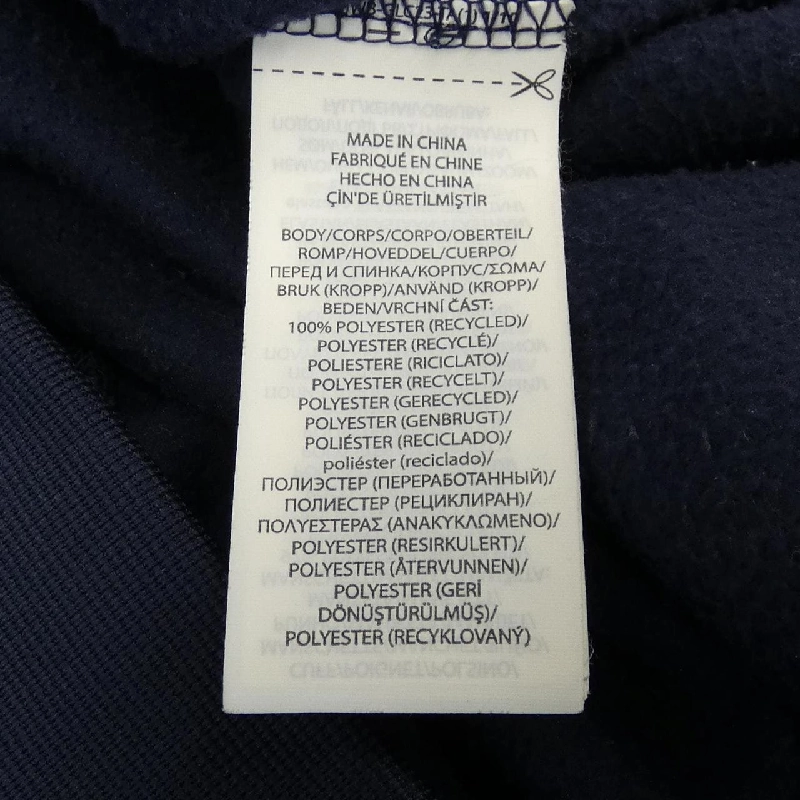 MADE IN CHINA
FABRIQUÉ EN CHINE
HECHO EN CHINA
ÇİN'DE ÜRETİLMİŞTİR
BODY/CORPS/CORPO/OBERTEIL/
ROMP/HOVEDDEL/CUERPO/
ПЕРЕД И СПИНКА/КОРПУС/ΣΩΜΑ/
BRUK (KROPP)/ANVÄND (KROPP)/
BEDEN/VRCHNÍ ČÁST:
100% POLYESTER (RECYCLED)/
POLYESTER (RECYCLÉ)/
POLIESTERE (RICICLATO)/
POLYESTER (RECYCELT)/
POLYESTER (GERECYCLED)/
POLYESTER (GENBRUGT)/
POLIÉSTER (RECICLADO)/
poliéster (reciclado)/
ПОЛИЭСТЕР (ПЕРЕРАБОТАННЫЙ)/
ПОЛИЕСТЕР (РЕЦИКЛИРАН)/
ΠΟΛΥΕΣΤΕΡΑΣ (ΑΝΑΚΥΚΛΩΜΕΝΟ)/
POLYESTER (RESIRKULERT)/
POLYESTER (ÅTERVUNNEN)/
POLYESTER (GERİ
DÖNÜŞTÜRÜLMÜŞ)/
POLYESTER (RECYKLOVANÝ)